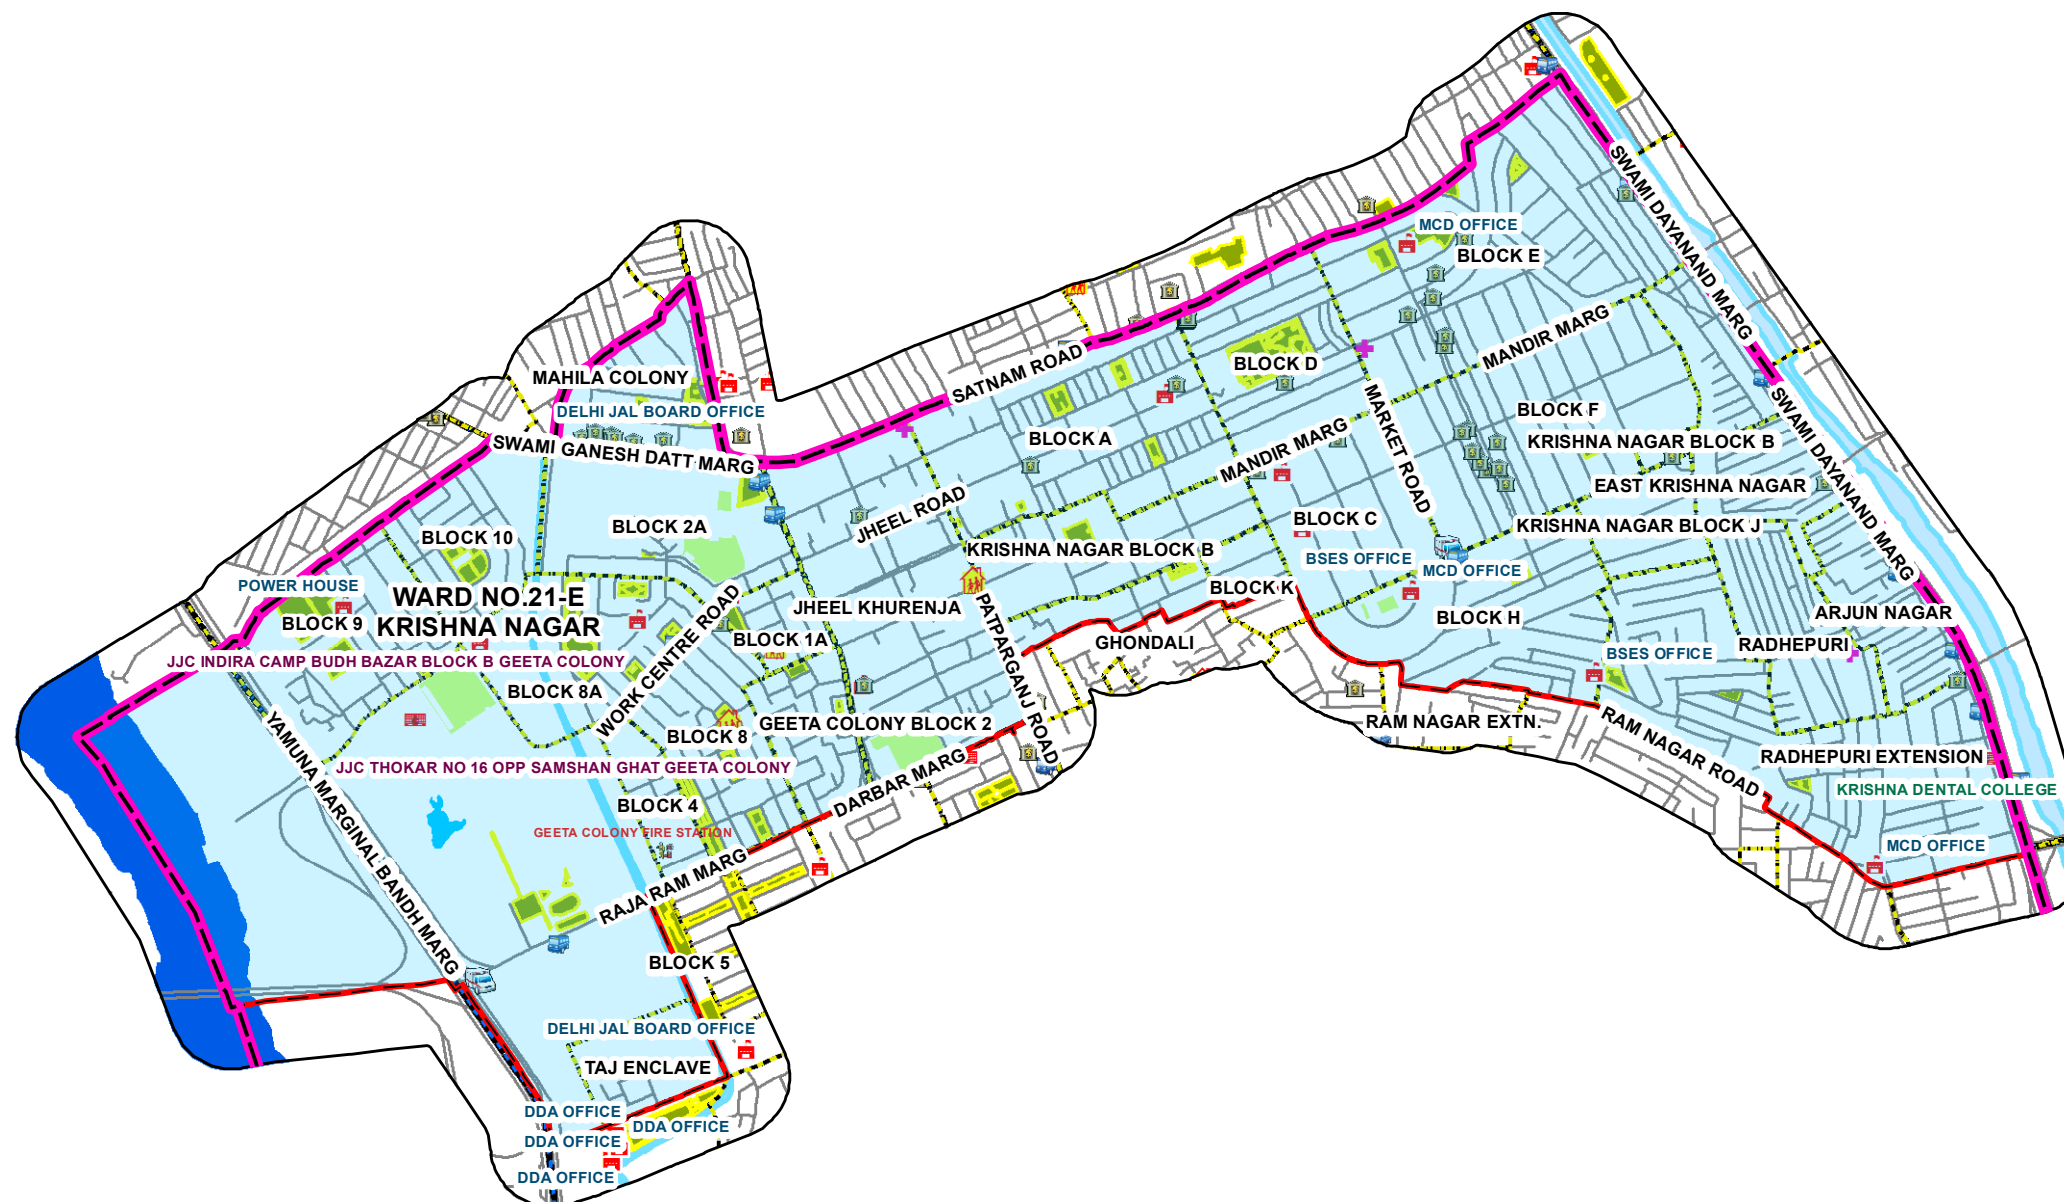 SWAMI DAYANAND MARG
MCD OFFICE
BLOCK E
MANDIR MARG
SATNAM ROAD
BLOCK D
MAHILA COLONY
DELHI JAL BOARD OFFICE
SWAMI GANESH DATT MARG
BLOCK A
MANDIR MARG
MARKET ROAD
BLOCK F
KRISHNA NAGAR BLOCK B
EAST KRISHNA NAGAR
SWAMI DAYANAND MARG
BLOCK 10
BLOCK 2A
JHEEL ROAD
BLOCK C
KRISHNA NAGAR BLOCK J
KRISHNA NAGAR BLOCK B
BSES OFFICE
MCD OFFICE
POWER HOUSE
WARD NO.21-E
KRISHNA NAGAR
BLOCK 9
BLOCK K
JHEEL KHURENJA
BLOCK 1A
WORK CENTRE ROAD
PATPARGANJ ROAD
GHONDALI
BLOCK H
ARJUN NAGAR
RADHEPURI
BSES OFFICE
JJC INDIRA CAMP BUDH BAZAR BLOCK B GEETA COLONY
BLOCK 8A
BLOCK 8
GEETA COLONY BLOCK 2
RAM NAGAR EXTN.
RAM NAGAR ROAD
RADHEPURI EXTENSION
KRISHNA DENTAL COLLEGE
YAMUNA MARGINAL BANDH MARG
JJC THOKAR NO 16 OPP SAMSHAN GHAT GEETA COLONY
DARBAR MARG
BLOCK 4
GEETA COLONY FIRE STATION
MCD OFFICE
RAJA RAM MARG
BLOCK 5
DELHI JAL BOARD OFFICE
TAJ ENCLAVE
DDA OFFICE
DDA OFFICE
DDA OFFICE
DDA OFFICE